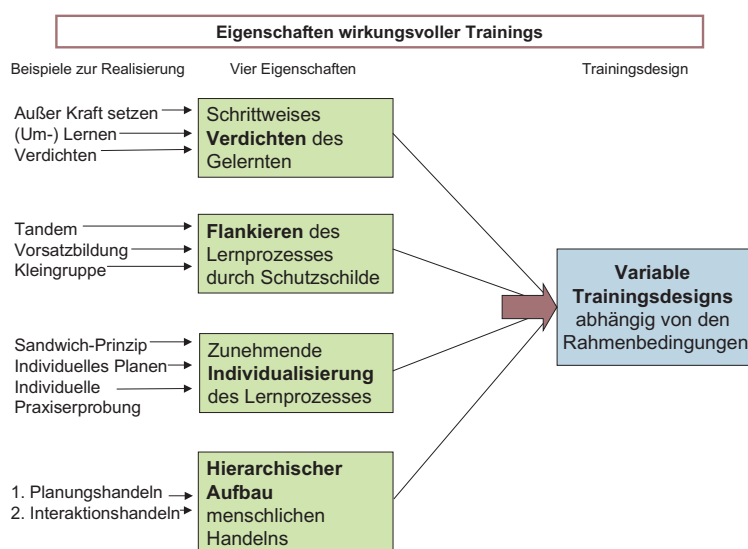 Eigenschaften wirkungsvoller Trainings
Beispiele zur Realisierung
Vier Eigenschaften
Trainingsdesign
Außer Kraft setzen
(Um-) Lernen
Verdichten
Schrittweises
Verdichten des
Gelernten
Tandem
Vorsatzbildung
Kleingruppe
Flankieren des
Lernprozesses
durch Schutzschilde
Sandwich-Prinzip
Individuelles Planen
Individuelle
Praxiserprobung
Zunehmende
Individualisierung
des Lernprozesses
1. Planungshandeln
2. Interaktionshandeln
Hierarchischer
Aufbau
menschlichen
Handelns
Variable
Trainingsdesigns
abhängig von den
Rahmenbedingungen